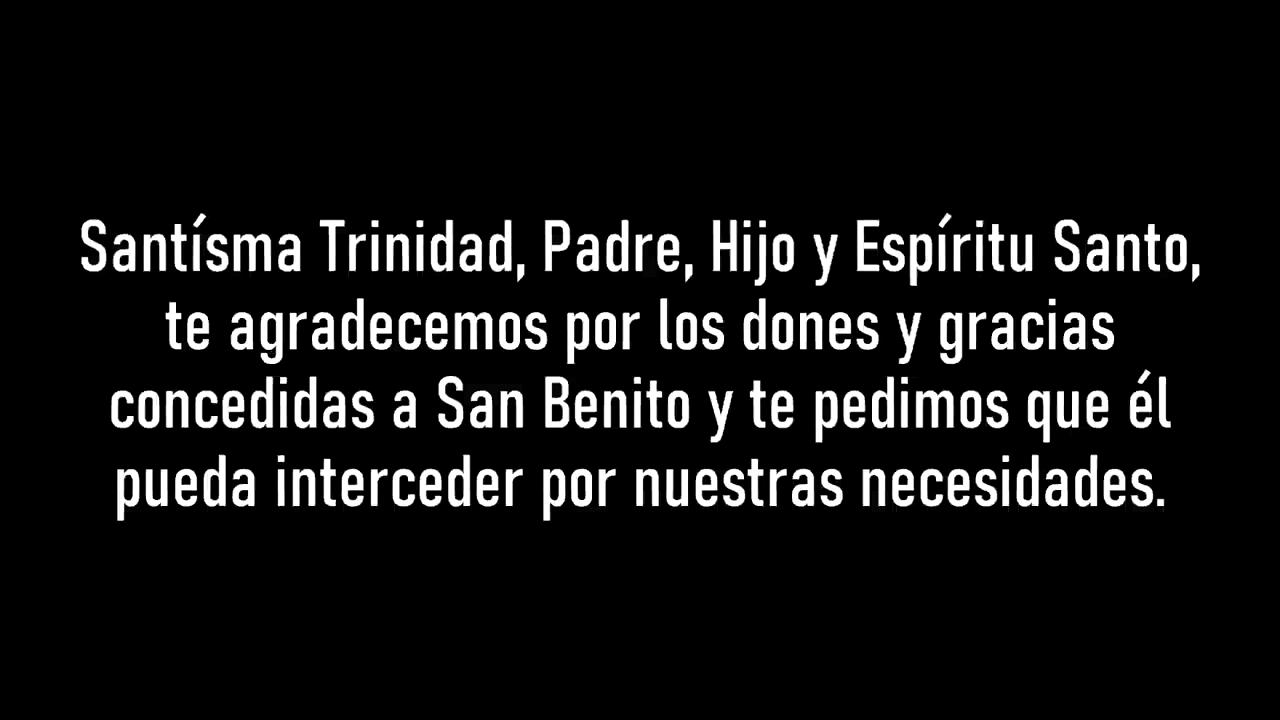 Santísma Trinidad, Padre, Hijo y Espíritu Santo,
te agradecemos por los dones y gracias
concedidas a San Benito y te pedimos que él
pueda interceder por nuestras necesidades.